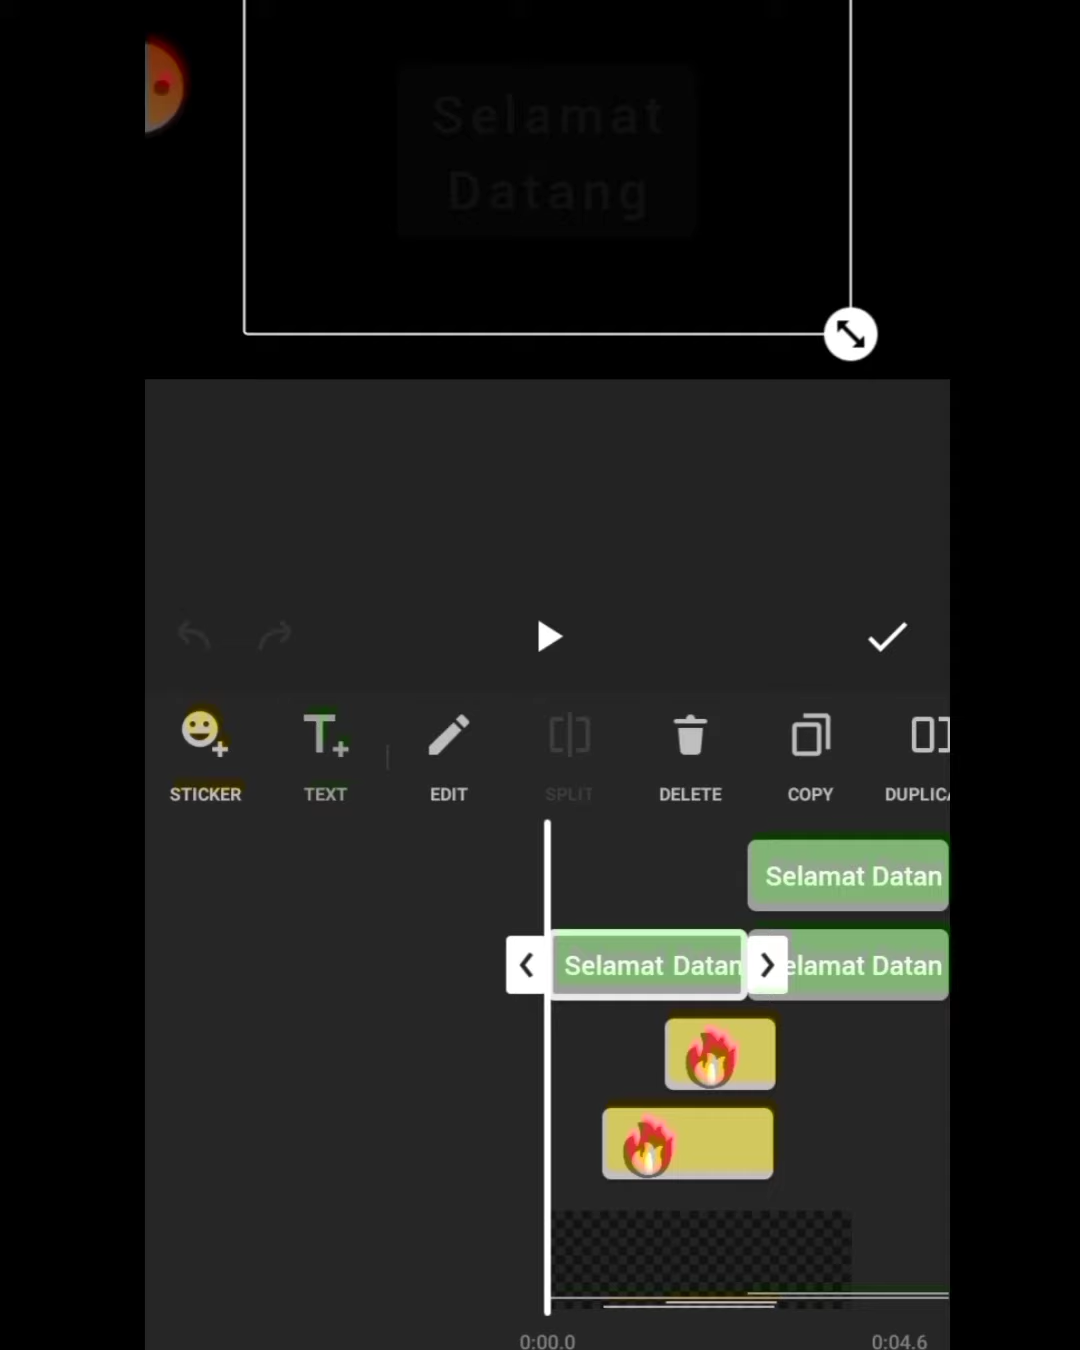 Selamat
Datang
STICKER
TEXT
EDIT
SPLIT
DELETE
COPY
DUPLICA
Selamat Datan
Selamat Datan
elamat Datan
0:00.0
0:04.6